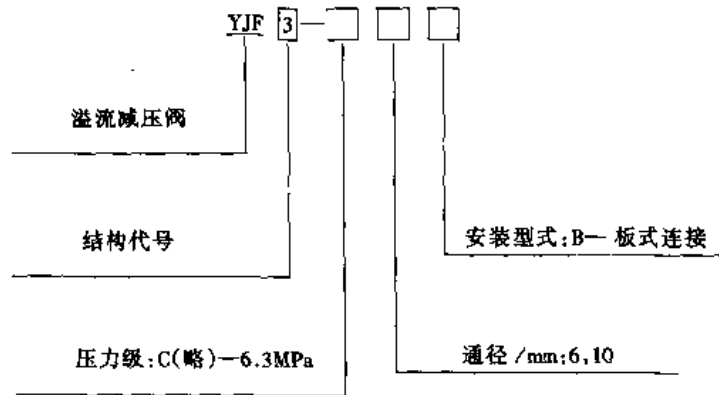 YJF 3 —
溢流减压阀
结构代号
安装型式:B— 板式连接
压力级:C(略)—6.3MPa
通径/mm:6,10